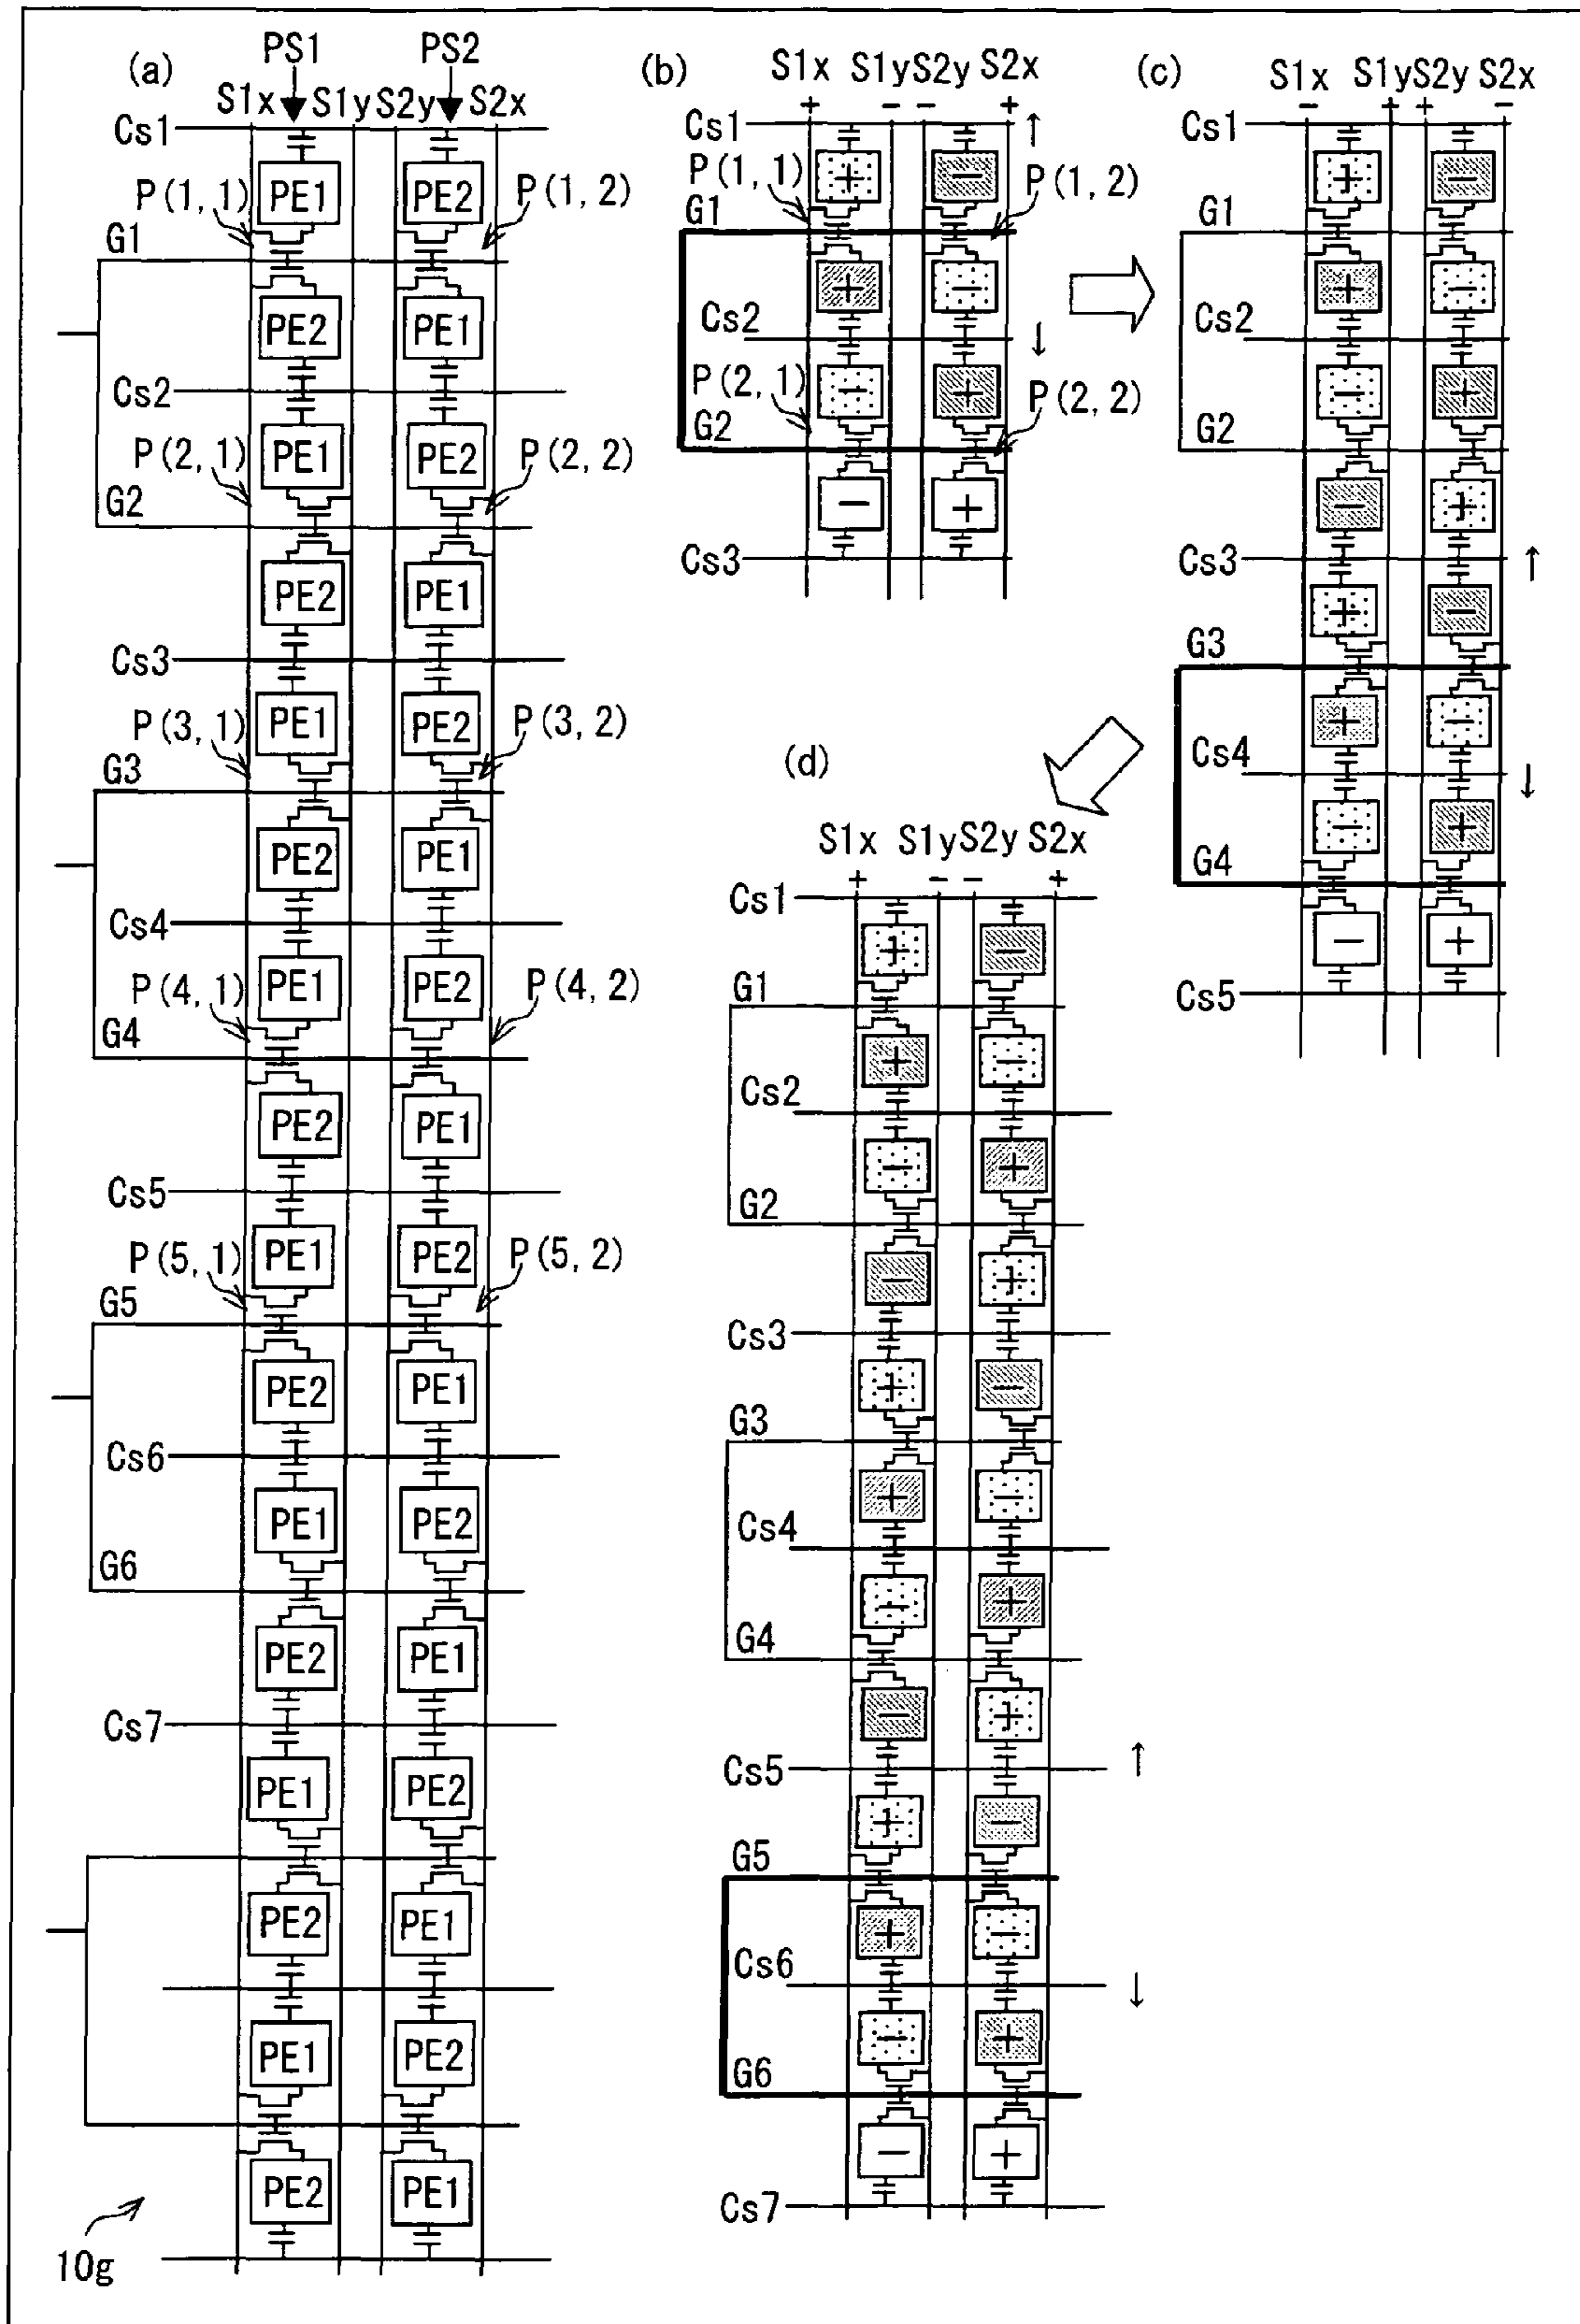 (a)
PS1 PS2
S1x S1y S2y S2x
Cs1
PE1 PE2
P(1, 1) P(1, 2)
G1
PE2 PE1
Cs2
PE1 PE2
P(2, 1) P(2, 2)
G2
PE2 PE1
Cs3
PE1 PE2
P(3, 1) P(3, 2)
G3
PE2 PE1
Cs4
PE1 PE2
P(4, 1) P(4, 2)
G4
PE2 PE1
Cs5
PE1 PE2
P(5, 1) P(5, 2)
G5
PE2 PE1
Cs6
PE1 PE2
G6
PE2 PE1
Cs7
PE1 PE2
PE2 PE1
PE1 PE2
PE2 PE1
10g
(b)
S1x S1y S2y S2x
+ - - +
Cs1 ↑
+ -
P(1, 1) P(1, 2)
G1
+ -
Cs2 ↓
- +
P(2, 1) P(2, 2)
G2
- +
Cs3
(c)
S1x S1y S2y S2x
- + + -
Cs1
+ -
G1
+ -
Cs2
- +
G2
- +
Cs3 ↑
+ -
G3
+ -
Cs4 ↓
- +
G4
- +
Cs5
(d)
S1x S1y S2y S2x
+ - - +
Cs1
+ -
G1
+ -
Cs2
- +
G2
- +
Cs3
+ -
G3
+ -
Cs4
- +
G4
- +
Cs5 ↑
+ -
G5
+ -
Cs6 ↓
- +
G6
- +
Cs7